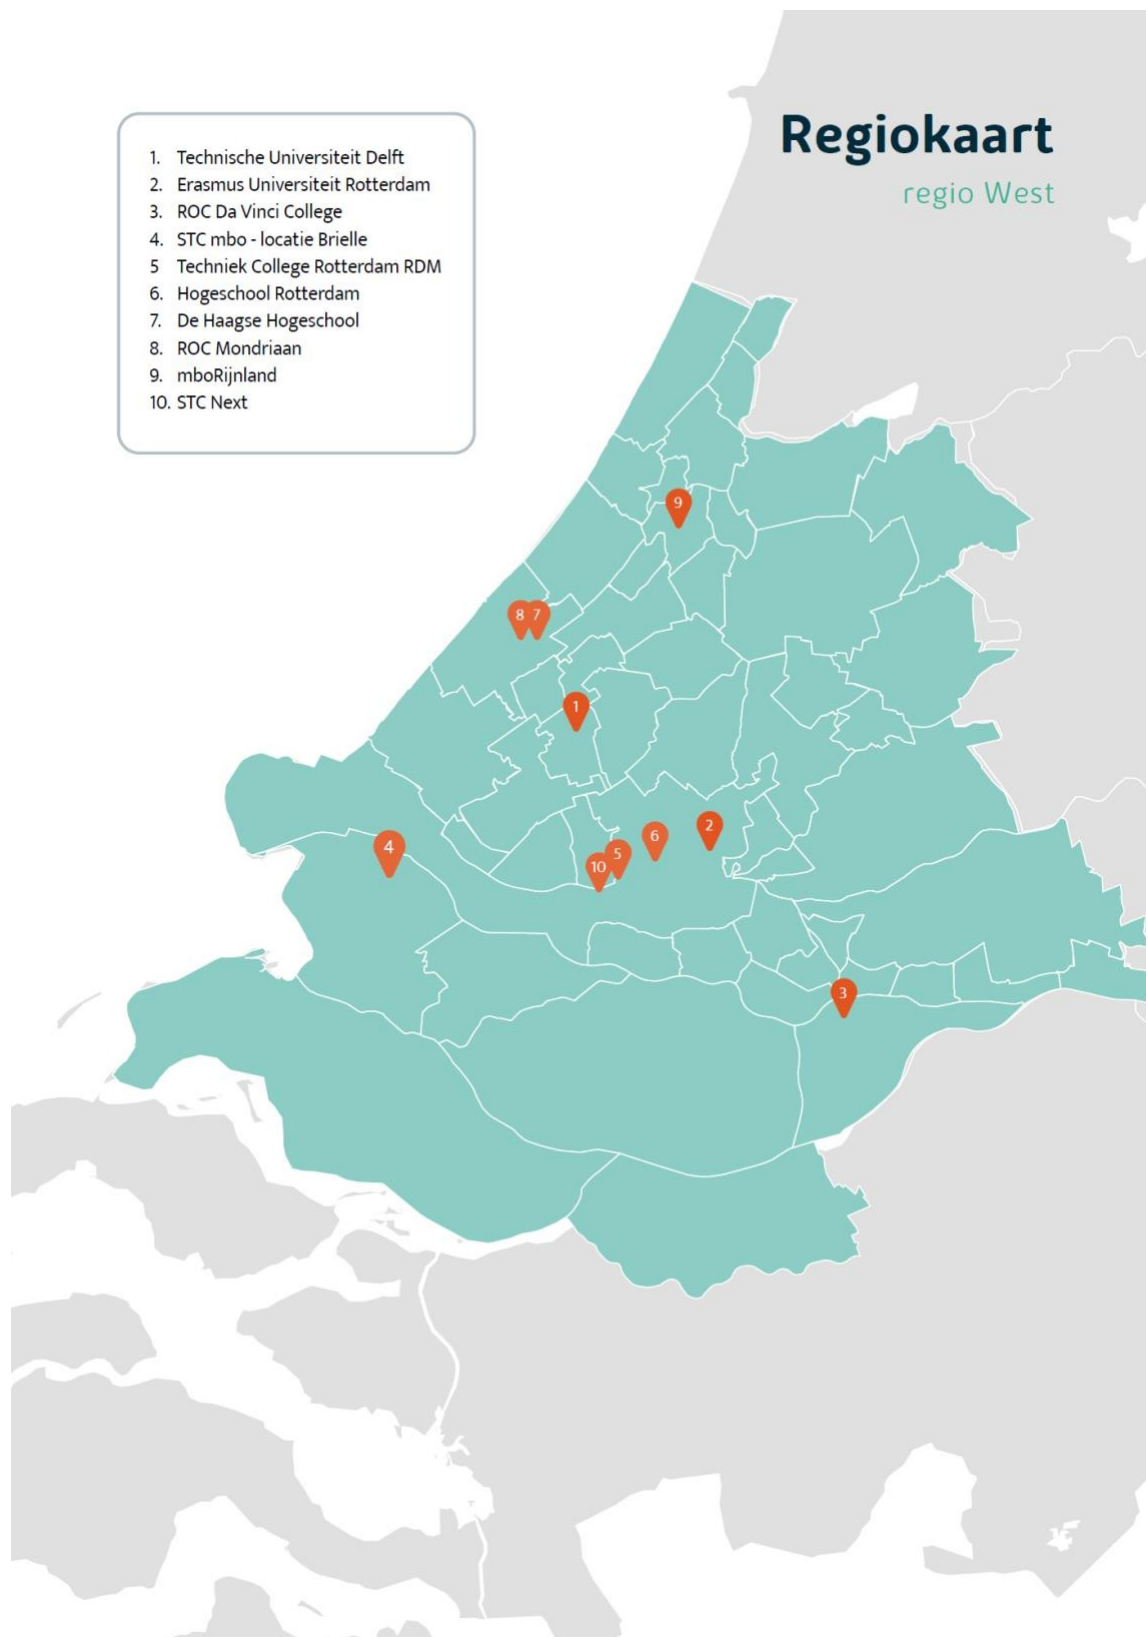 Regiokaart
regio West
1. Technische Universiteit Delft
2. Erasmus Universiteit Rotterdam
3. ROC Da Vinci College
4. STC mbo - locatie Brielle
5 Techniek College Rotterdam RDM
6. Hogeschool Rotterdam
7. De Haagse Hogeschool
8. ROC Mondriaan
9. mboRijnland
10. STC Next
9
8 7
1
2
6
5
10
4
3